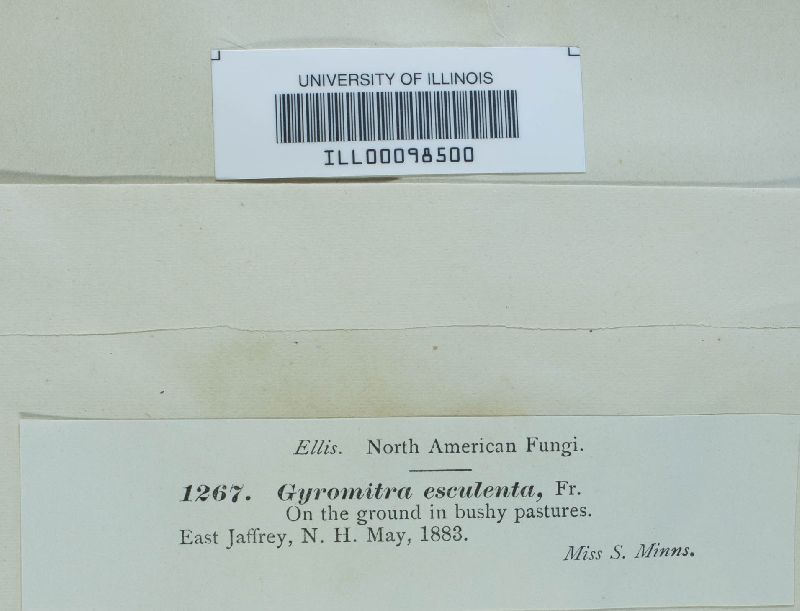 UNIVERSITY OF ILLINOIS
ILL00098500
Ellis. North American Fungi.
1267. Gyromitra esculenta, Fr.
On the ground in bushy pastures.
East Jaffrey, N. H. May, 1883.
Miss S. Minns.